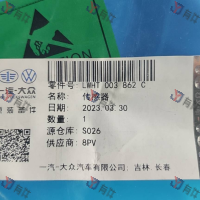 零件号: LWHT 003 862 C
名称: 传感器
日期: 2023 03 30
数量: 1
源仓库: S026
供应商: 8PV
一汽-大众
一汽-大众汽车有限公司: 吉林 长春